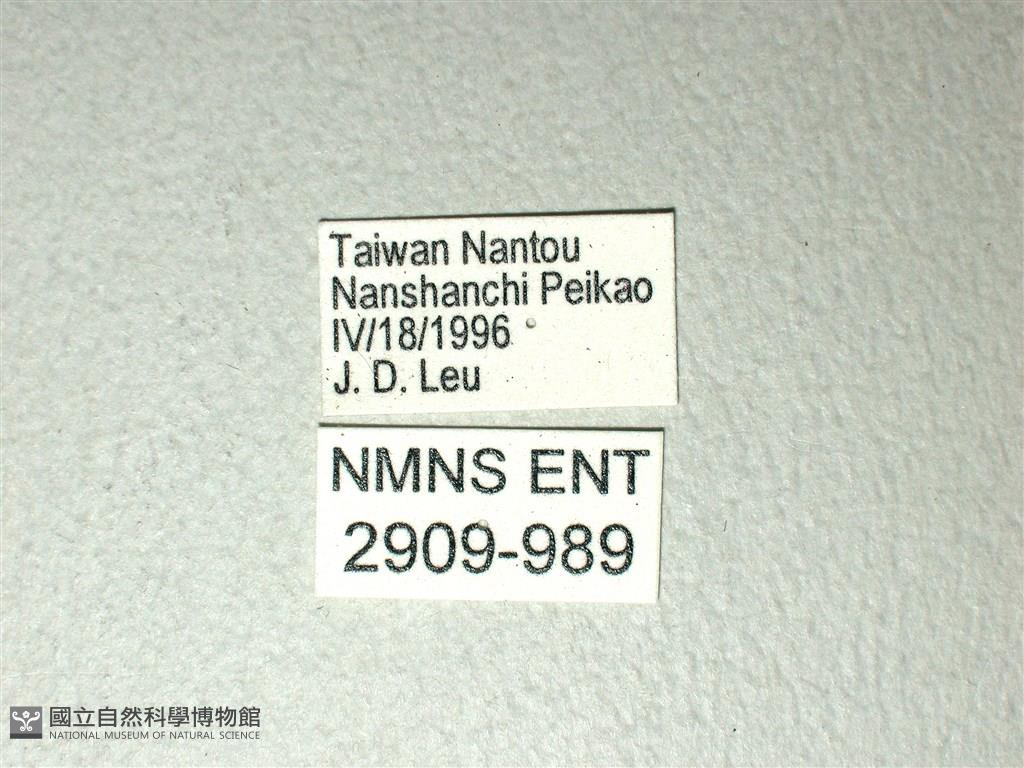 Taiwan Nantou
Nanshanchi Peikao
IV/18/1996
J. D. Leu
NMNS ENT
2909-989
國立自然科學博物館
NATIONAL MUSEUM OF NATURAL SCIENCE